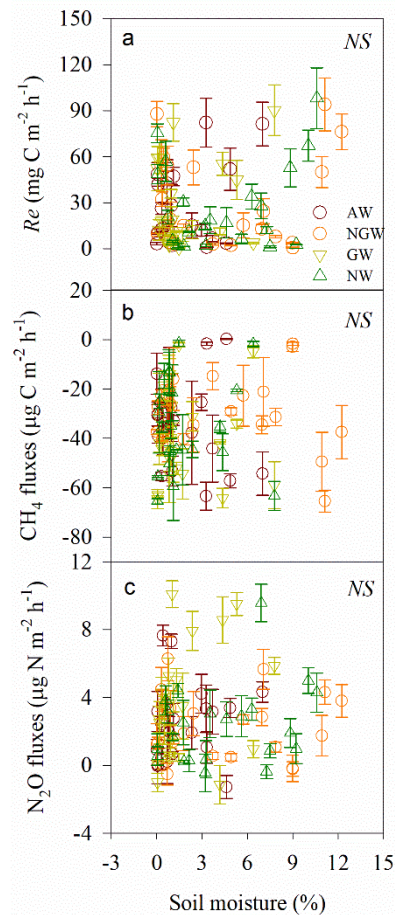 a
NS
150
120
90
60
30
0
Re (mg C m⁻² h⁻¹)
AW
NGW
GW
NW
20
b
NS
0
-20
-40
-60
-80
CH₄ fluxes (µg C m⁻² h⁻¹)
12
c
NS
8
4
0
-4
N₂O fluxes (µg N m⁻² h⁻¹)
-3 0 3 6 9 12 15
Soil moisture (%)